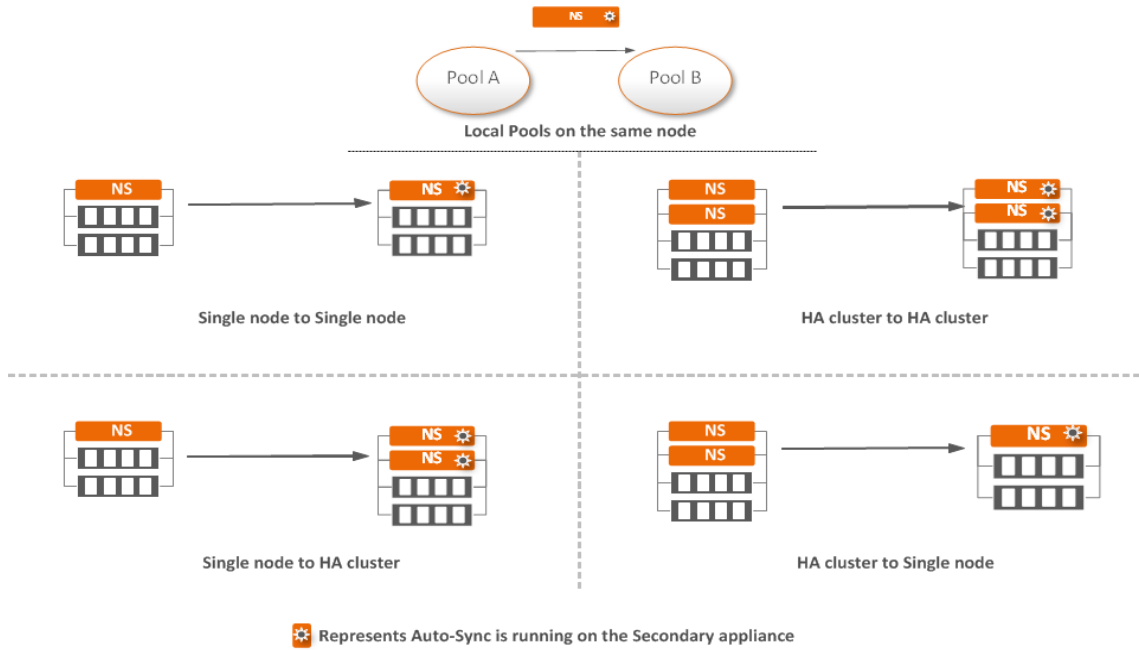 NS
Pool A
Pool B
Local Pools on the same node
NS
NS
Single node to Single node
NS
NS
NS
NS
HA cluster to HA cluster
NS
NS
NS
Single node to HA cluster
NS
NS
NS
HA cluster to Single node
Represents Auto-Sync is running on the Secondary appliance